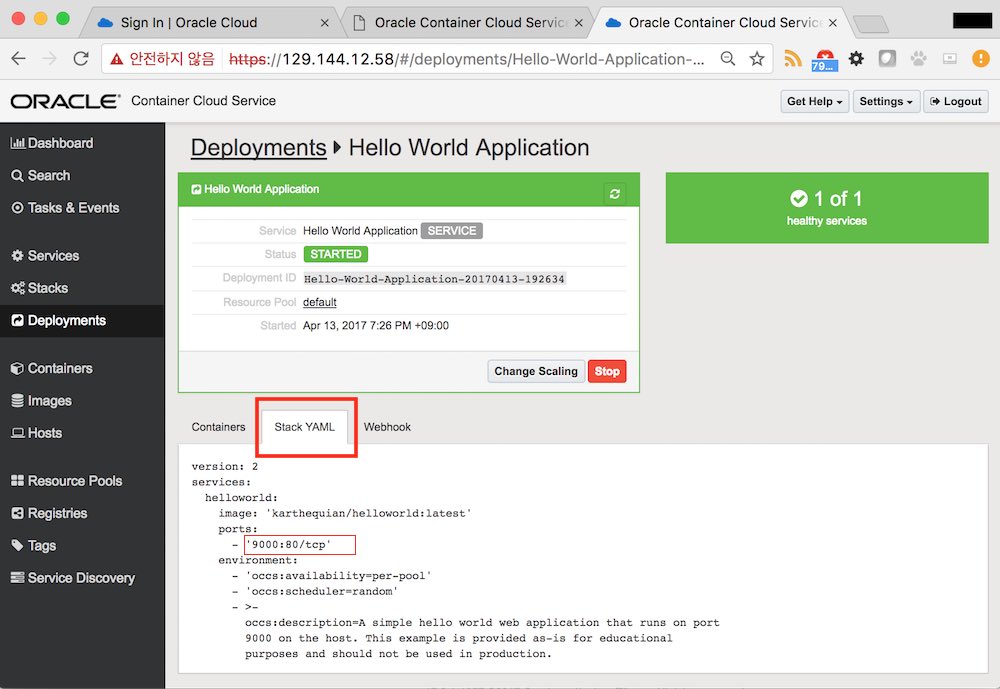 Sign In | Oracle Cloud
Oracle Container Cloud Service
Oracle Container Cloud Service
안전하지 않음 https://129.144.12.58/#/deployments/Hello-World-Application-...
79...
ORACLE® Container Cloud Service
Get Help
Settings
Logout
Dashboard
Search
Tasks & Events
Services
Stacks
Deployments
Containers
Images
Hosts
Resource Pools
Registries
Tags
Service Discovery
Deployments Hello World Application
Hello World Application
Service Hello World Application SERVICE
Status STARTED
Deployment ID Hello-World-Application-20170413-192634
Resource Pool default
Started Apr 13, 2017 7:26 PM +09:00
Change Scaling Stop
1 of 1
healthy services
Containers Stack YAML Webhook
version: 2
services:
helloworld:
image: 'karthequian/helloworld:latest'
ports:
- '9000:80/tcp'
environment:
- 'occs:availability=per-pool'
- 'occs:scheduler=random'
- >-
occs:description=A simple hello world web application that runs on port
9000 on the host. This example is provided as-is for educational
purposes and should not be used in production.